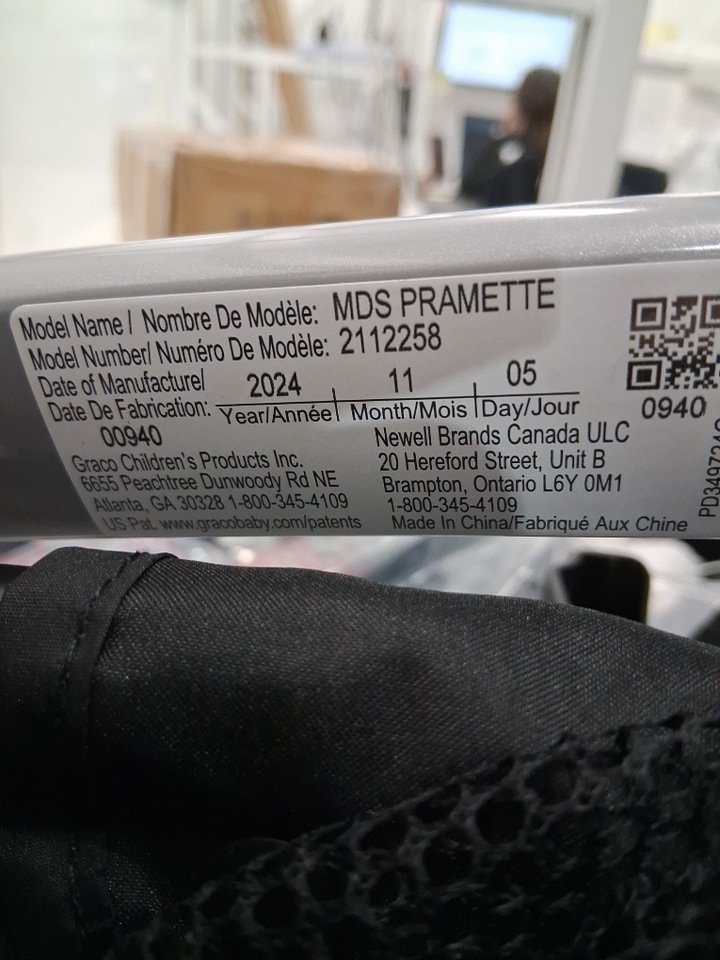 Model Name / Nombre De Modèle: MDS PRAMETTE
Model Number/ Numéro De Modèle: 2112258
Date of Manufacture/ 2024 11 05
Date De Fabrication: Year/Année Month/Mois Day/Jour
00940
Graco Children's Products Inc.
6655 Peachtree Dunwoody Rd NE
Atlanta, GA 30328 1-800-345-4109
US Pat. www.gracobaby.com/patents
Newell Brands Canada ULC
20 Hereford Street, Unit B
Brampton, Ontario L6Y 0M1
1-800-345-4109
Made In China/Fabriqué Aux Chine
0940